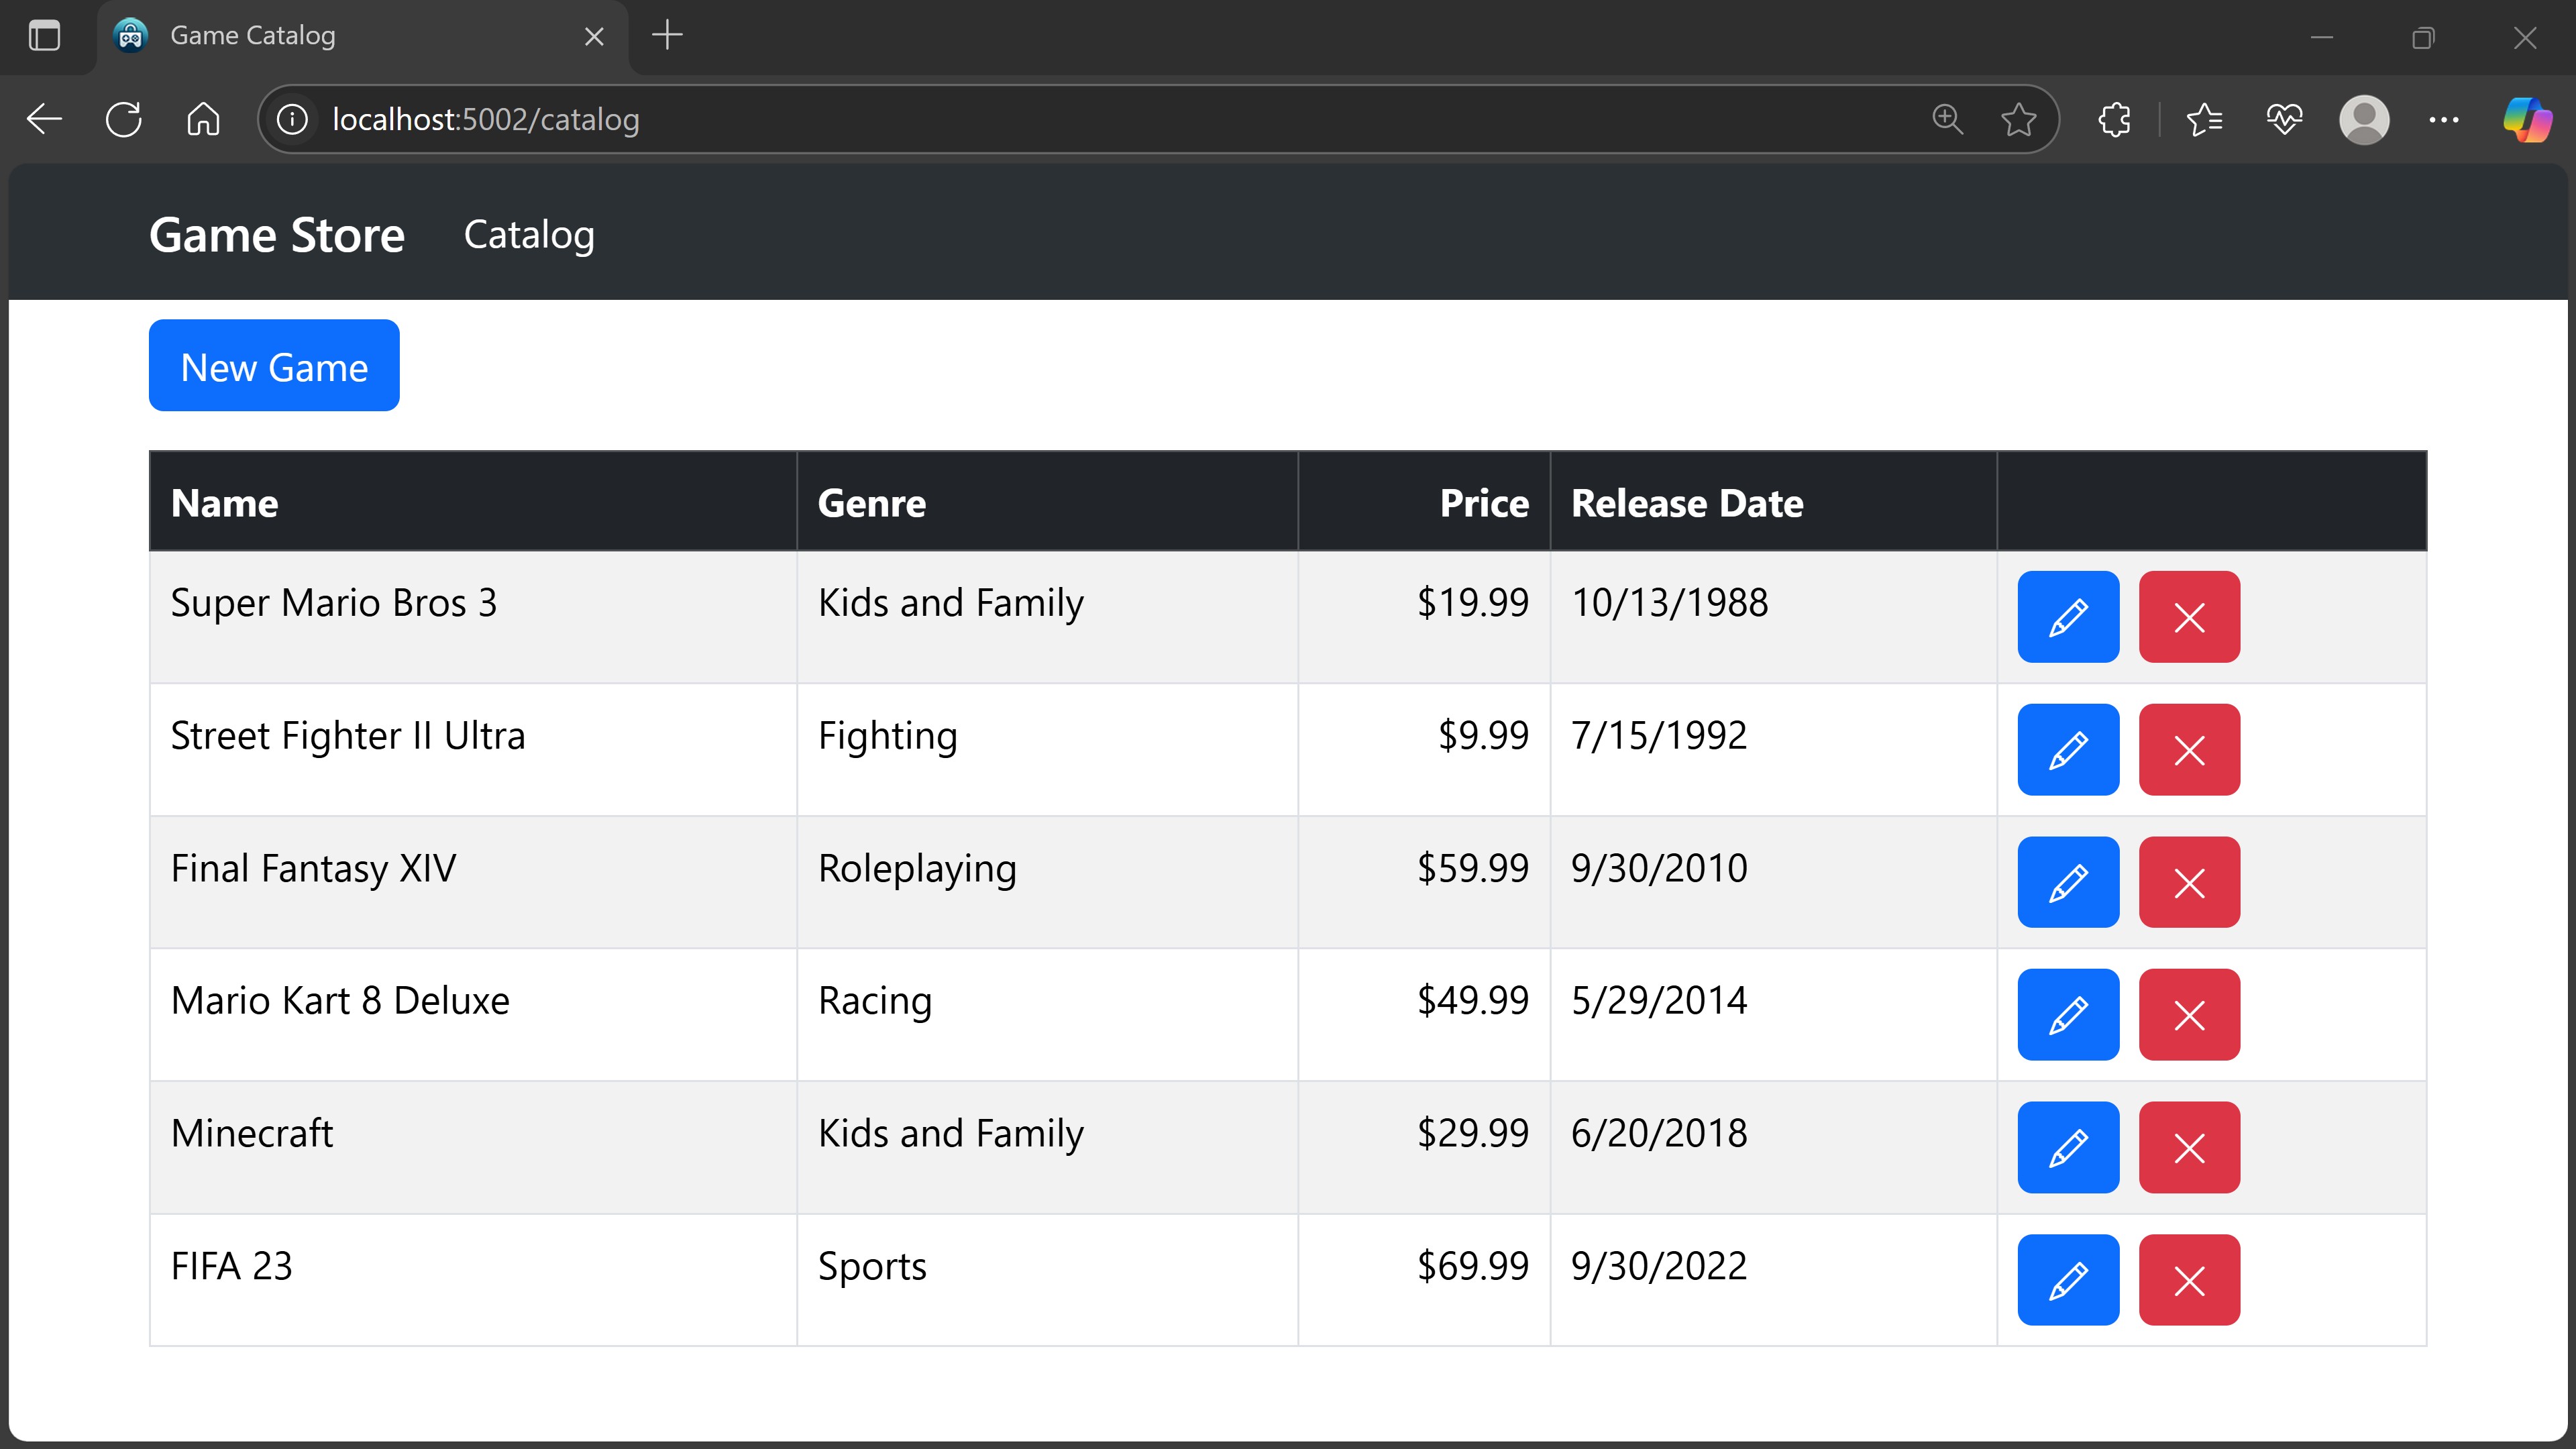 Game Catalog
localhost:5002/catalog
Game Store Catalog
New Game
Name Genre Price Release Date
Super Mario Bros 3 Kids and Family $19.99 10/13/1988
Street Fighter II Ultra Fighting $9.99 7/15/1992
Final Fantasy XIV Roleplaying $59.99 9/30/2010
Mario Kart 8 Deluxe Racing $49.99 5/29/2014
Minecraft Kids and Family $29.99 6/20/2018
FIFA 23 Sports $69.99 9/30/2022